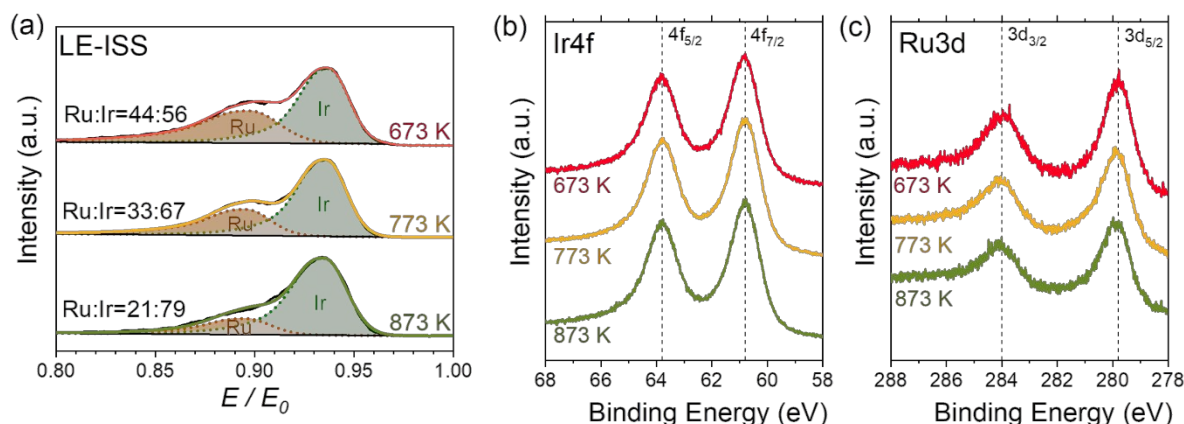 (a)
LE-ISS
Ru:Ir=44:56
Ru
Ir
673 K
Ru:Ir=33:67
Ru
Ir
773 K
Ru:Ir=21:79
Ru
Ir
873 K
Intensity (a.u.)
0.80 0.85 0.90 0.95 1.00
E / E0
(b)
Ir4f
4f5/2
4f7/2
673 K
773 K
873 K
Intensity (a.u.)
68 66 64 62 60 58
Binding Energy (eV)
(c)
Ru3d
3d3/2
3d5/2
673 K
773 K
873 K
Intensity (a.u.)
288 286 284 282 280 278
Binding Energy (eV)